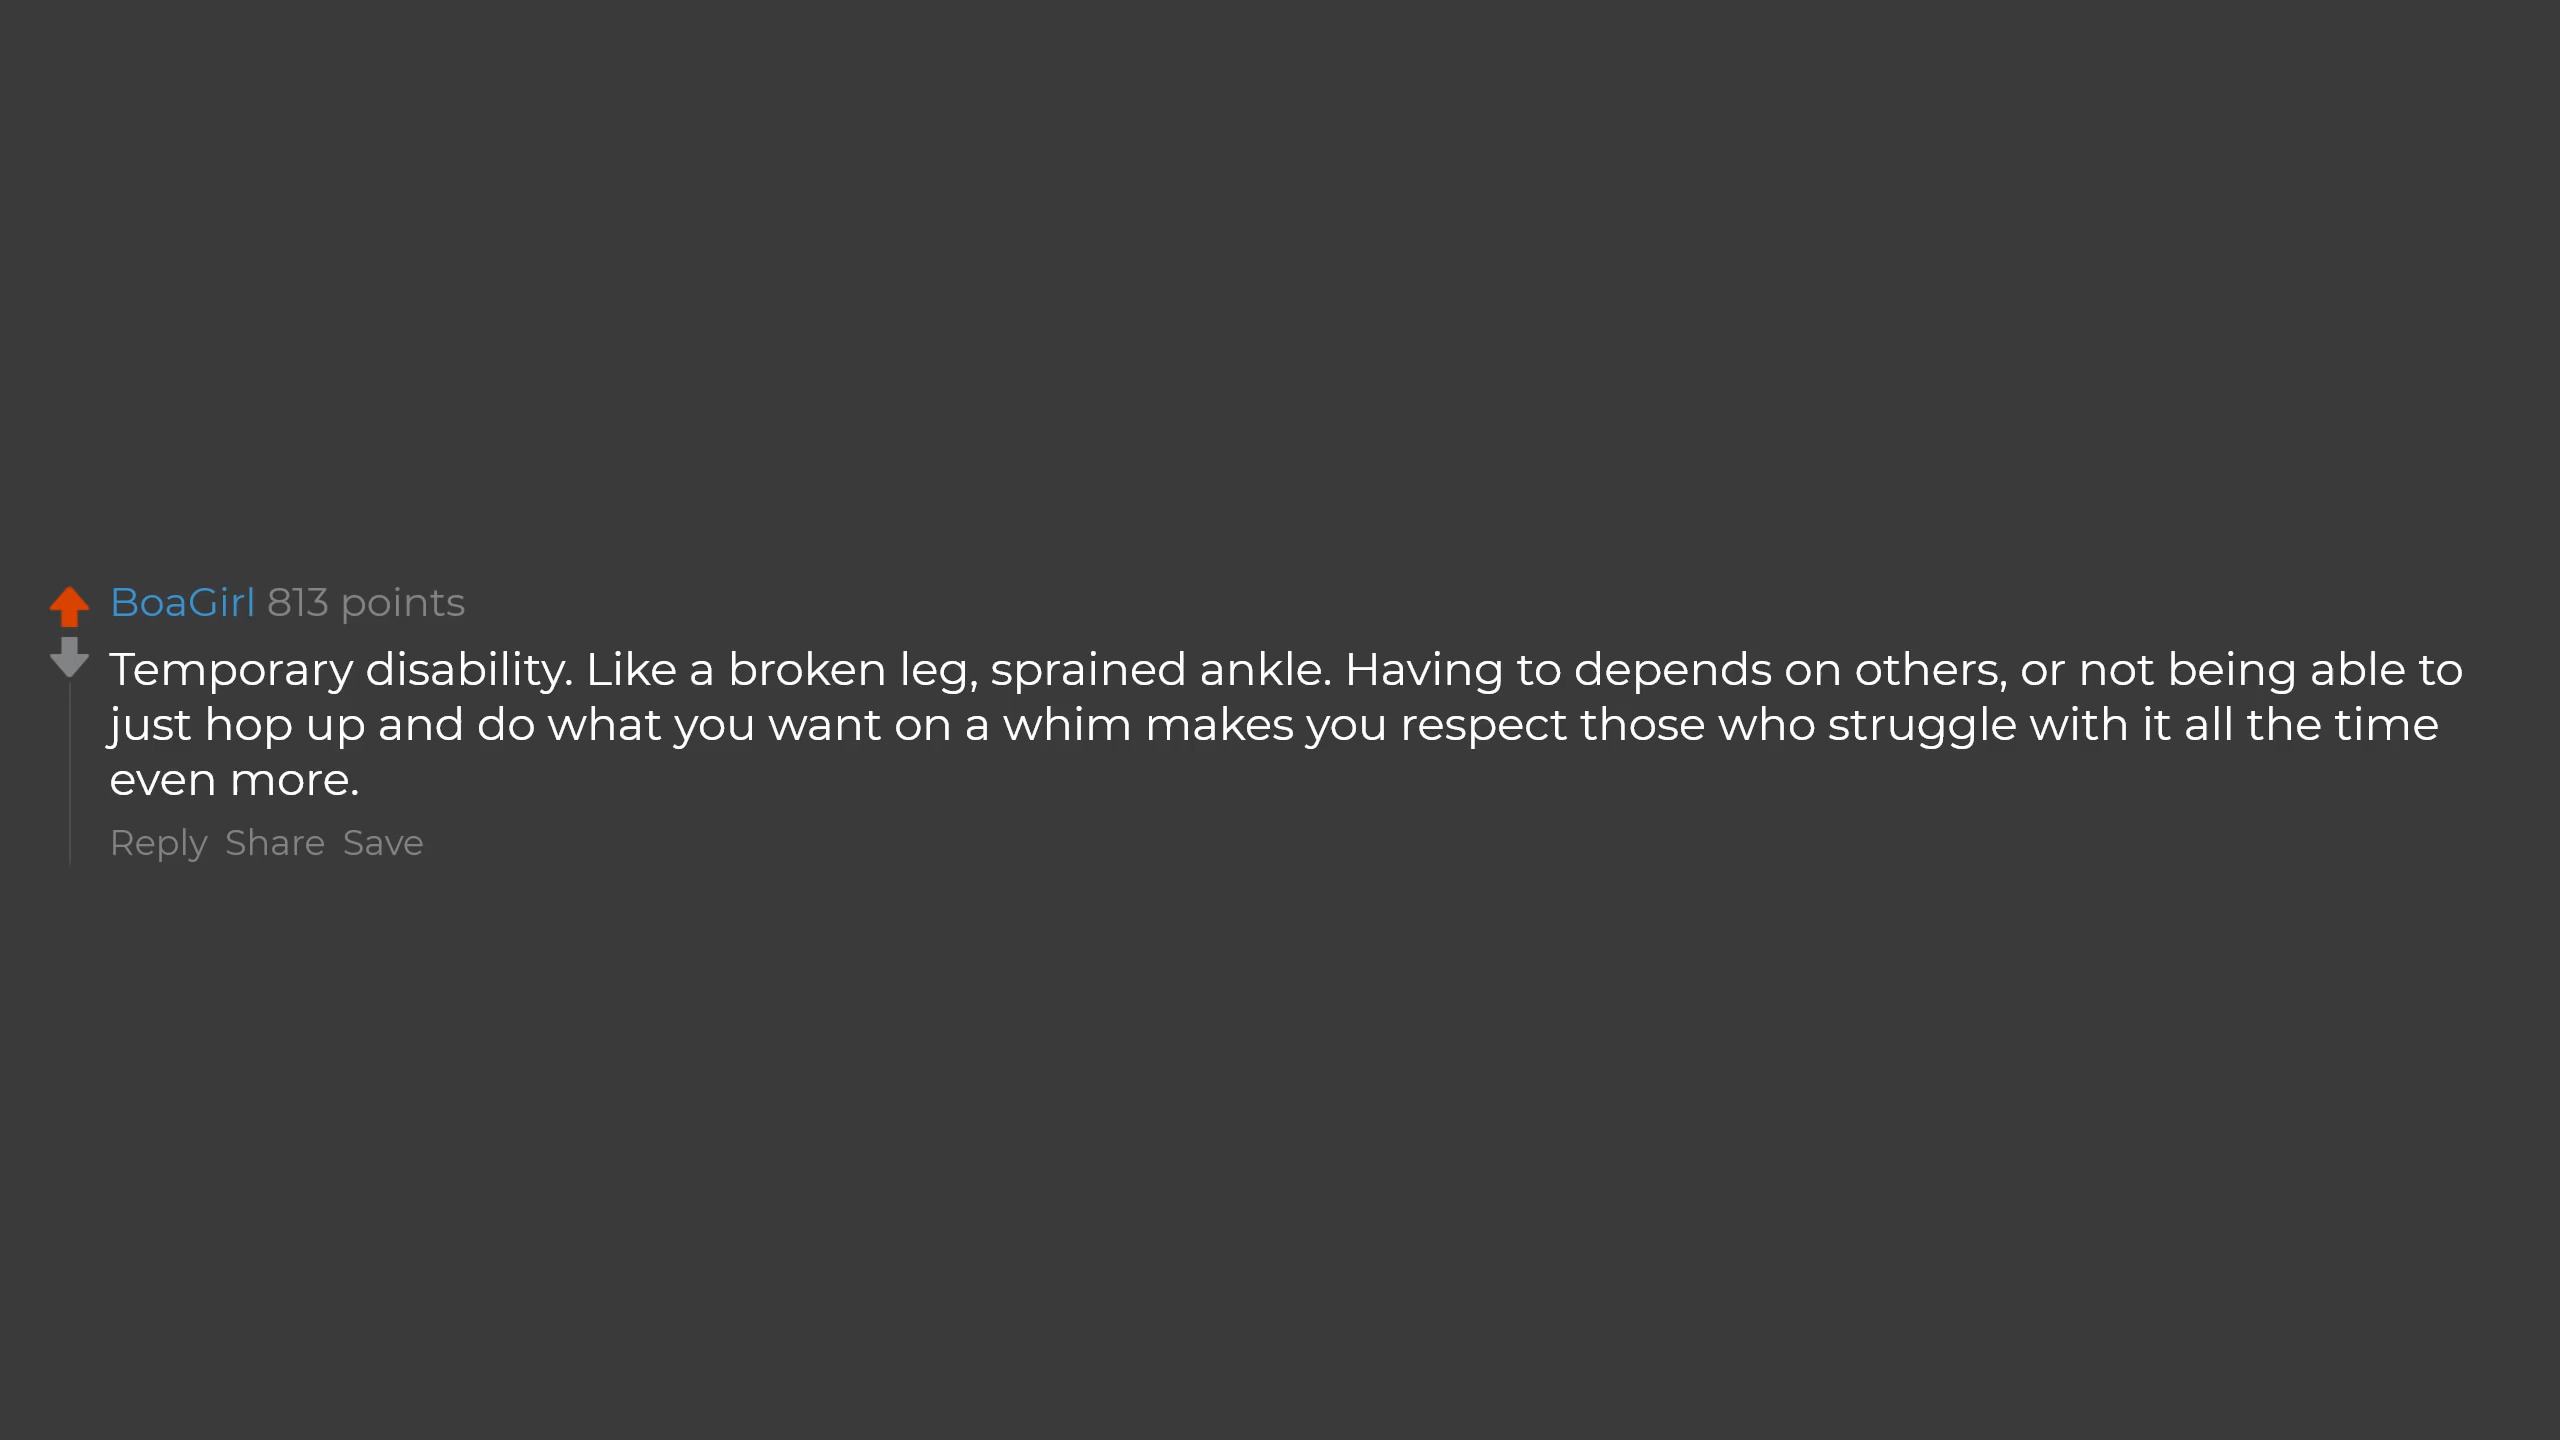 BoaGirl 813 points
Temporary disability. Like a broken leg, sprained ankle. Having to depends on others, or not being able to
just hop up and do what you want on a whim makes you respect those who struggle with it all the time
even more.
Reply Share Save